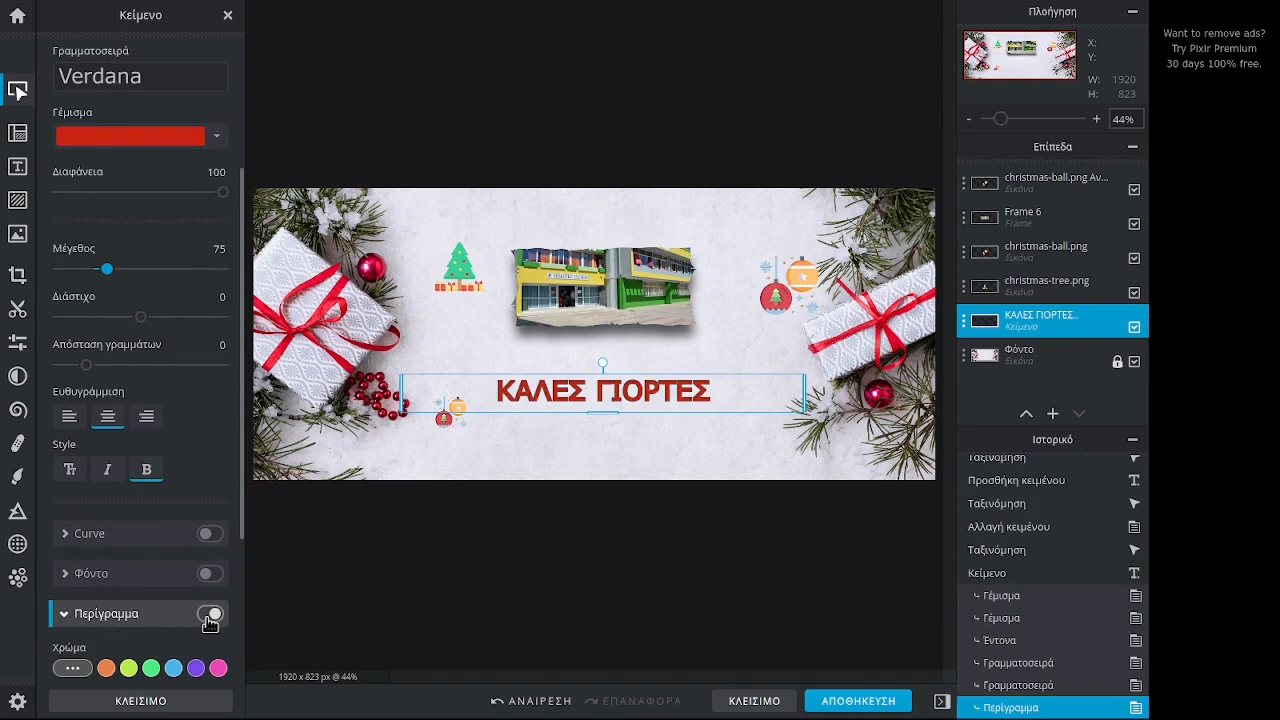 Κείμενο
Γραμματοσειρά
Verdana
Γέμισμα
Διαφάνεια 100
Μέγεθος 75
Διάστιχο 0
Απόσταση γραμμάτων 0
Ευθυγράμμιση
Style
Tт I B
Curve
Φόντο
Περίγραμμα
Χρώμα
ΚΛΕΙΣΙΜΟ
ΚΑΛΕΣ ΓΙΟΡΤΕΣ
1920 x 823 px @ 44%
ΑΝΑΙΡΕΣΗ
ΕΠΑΝΑΦΟΡΑ
ΚΛΕΙΣΙΜΟ
ΑΠΟΘΗΚΕΥΣΗ
Πλοήγηση
X:
Y:
W: 1920
H: 823
- + 44%
Επίπεδα
christmas-ball.png Av...
Εικόνα
Frame 6
Frame
christmas-ball.png
Εικόνα
christmas-tree.png
Εικόνα
ΚΑΛΕΣ ΓΙΟΡΤΕΣ..
Κείμενο
Φόντο
Εικόνα
Ιστορικό
Ταξινόμηση
Προσθήκη κειμένου
Ταξινόμηση
Αλλαγή κειμένου
Ταξινόμηση
Κείμενο
Γέμισμα
Γέμισμα
Έντονα
Γραμματοσειρά
Γραμματοσειρά
Περίγραμμα
Want to remove ads?
Try Pixlr Premium
30 days 100% free.